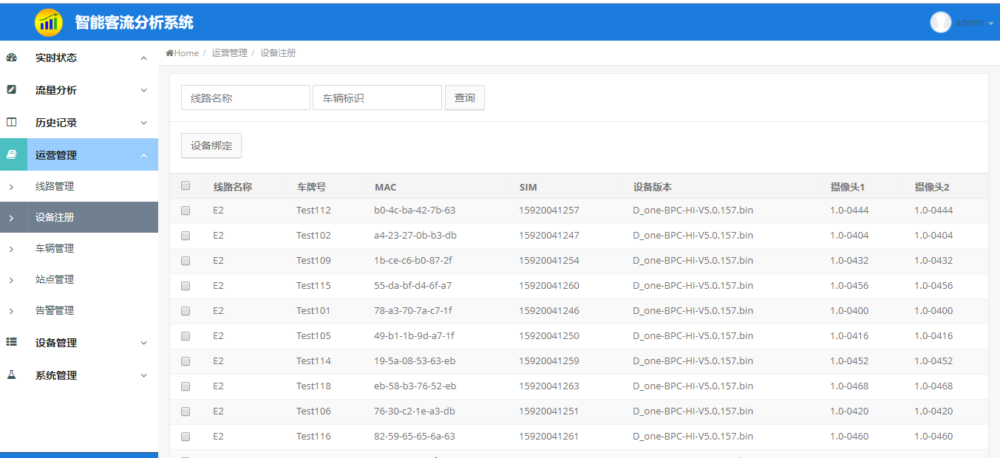 智能客流分析系统
admin
实时状态
流量分析
历史记录
运营管理
线路管理
设备注册
车辆管理
站点管理
告警管理
设备管理
系统管理
Home / 运营管理 / 设备注册
线路名称 车辆标识 查询
设备绑定
线路名称 车牌号 MAC SIM 设备版本 摄像头1 摄像头2
E2 Test112 b0-4c-ba-42-7b-63 15920041257 D_one-BPC-HI-V5.0.157.bin 1.0-0444 1.0-0444
E2 Test102 a4-23-27-0b-b3-db 15920041247 D_one-BPC-HI-V5.0.157.bin 1.0-0404 1.0-0404
E2 Test109 1b-ce-c6-b0-87-2f 15920041254 D_one-BPC-HI-V5.0.157.bin 1.0-0432 1.0-0432
E2 Test115 55-da-bf-d4-6f-a7 15920041260 D_one-BPC-HI-V5.0.157.bin 1.0-0456 1.0-0456
E2 Test101 78-a3-70-7a-c7-1f 15920041246 D_one-BPC-HI-V5.0.157.bin 1.0-0400 1.0-0400
E2 Test105 49-b1-1b-9d-a7-1f 15920041250 D_one-BPC-HI-V5.0.157.bin 1.0-0416 1.0-0416
E2 Test114 19-5a-08-53-63-eb 15920041259 D_one-BPC-HI-V5.0.157.bin 1.0-0452 1.0-0452
E2 Test118 eb-58-b3-76-52-eb 15920041263 D_one-BPC-HI-V5.0.157.bin 1.0-0468 1.0-0468
E2 Test106 76-30-c2-1e-a3-db 15920041251 D_one-BPC-HI-V5.0.157.bin 1.0-0420 1.0-0420
E2 Test116 82-59-65-65-6a-63 15920041261 D_one-BPC-HI-V5.0.157.bin 1.0-0460 1.0-0460